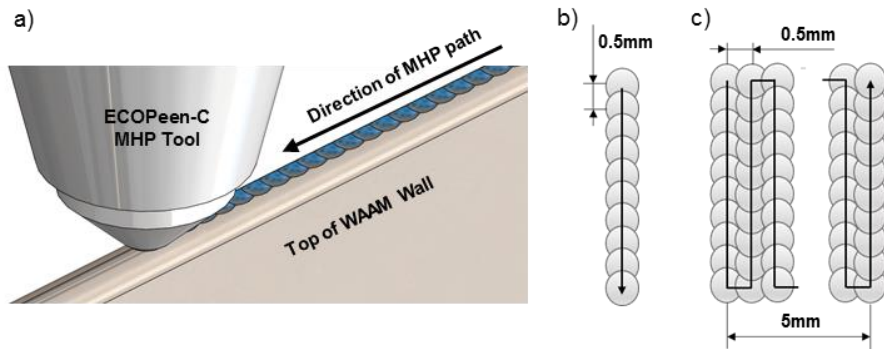 a)
ECOPeen-C
MHP Tool
Direction of MHP path
Top of WAAM Wall
b)
0.5mm
c)
0.5mm
5mm